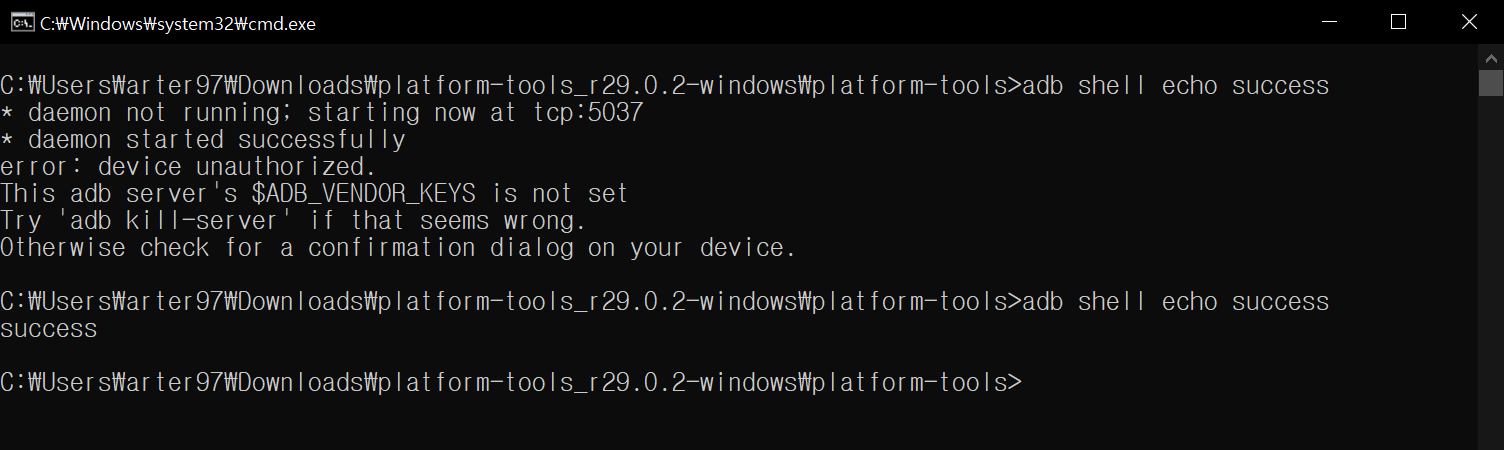 C:₩Windows₩system32₩cmd.exe
C:₩Users₩arter97₩Downloads₩platform-tools_r29.0.2-windows₩platform-tools>adb shell echo success
* daemon not running; starting now at tcp:5037
* daemon started successfully
error: device unauthorized.
This adb server's $ADB_VENDOR_KEYS is not set
Try 'adb kill-server' if that seems wrong.
Otherwise check for a confirmation dialog on your device.
C:₩Users₩arter97₩Downloads₩platform-tools_r29.0.2-windows₩platform-tools>adb shell echo success
success
C:₩Users₩arter97₩Downloads₩platform-tools_r29.0.2-windows₩platform-tools>